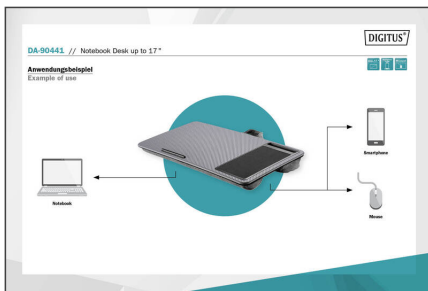 DIGITUS®
DA-90441 // Notebook Desk up to 17"
Anwendungsbeispiel
Example of use
Smartphone
Notebook
Mouse